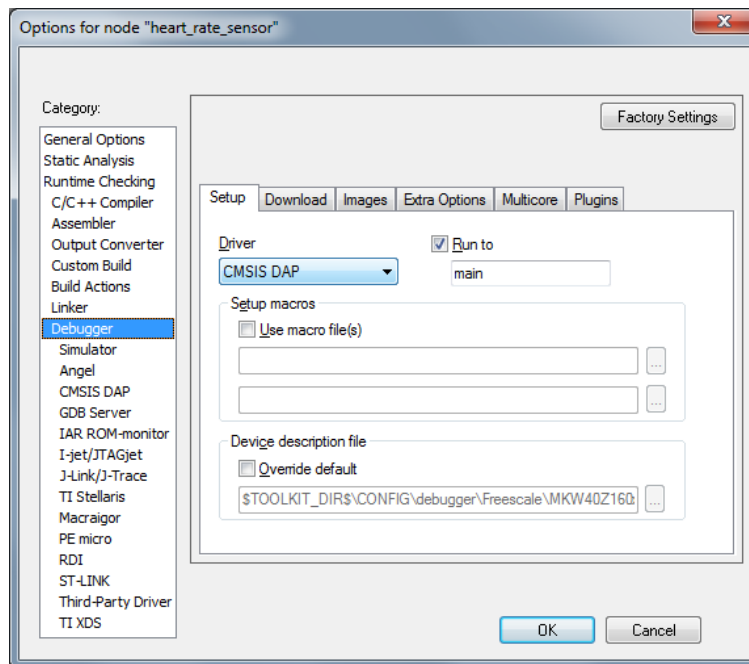 Options for node "heart_rate_sensor"
Category:
General Options
Static Analysis
Runtime Checking
C/C++ Compiler
Assembler
Output Converter
Custom Build
Build Actions
Linker
Debugger
Simulator
Angel
CMSIS DAP
GDB Server
IAR ROM-monitor
I-jet/JTAGjet
J-Link/J-Trace
TI Stellaris
Macraigor
PE micro
RDI
ST-LINK
Third-Party Driver
TI XDS
Factory Settings
Setup Download Images Extra Options Multicore Plugins
Driver
CMSIS DAP
Run to
main
Setup macros
Use macro file(s)
...
...
Device description file
Override default
$TOOLKIT_DIR$\CONFIG\debugger\Freescale\MKW40Z160
...
OK Cancel